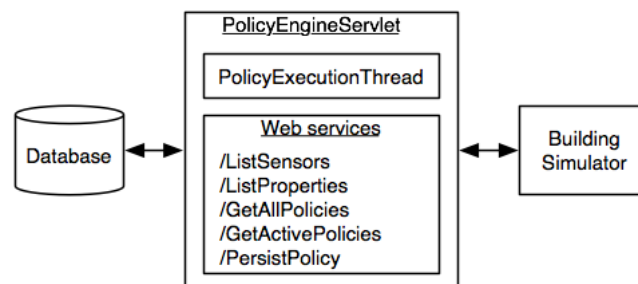 PolicyEngineServlet
PolicyExecutionThread
Database
Web services
/ListSensors
/ListProperties
/GetAllPolicies
/GetActivePolicies
/PersistPolicy
Building
Simulator